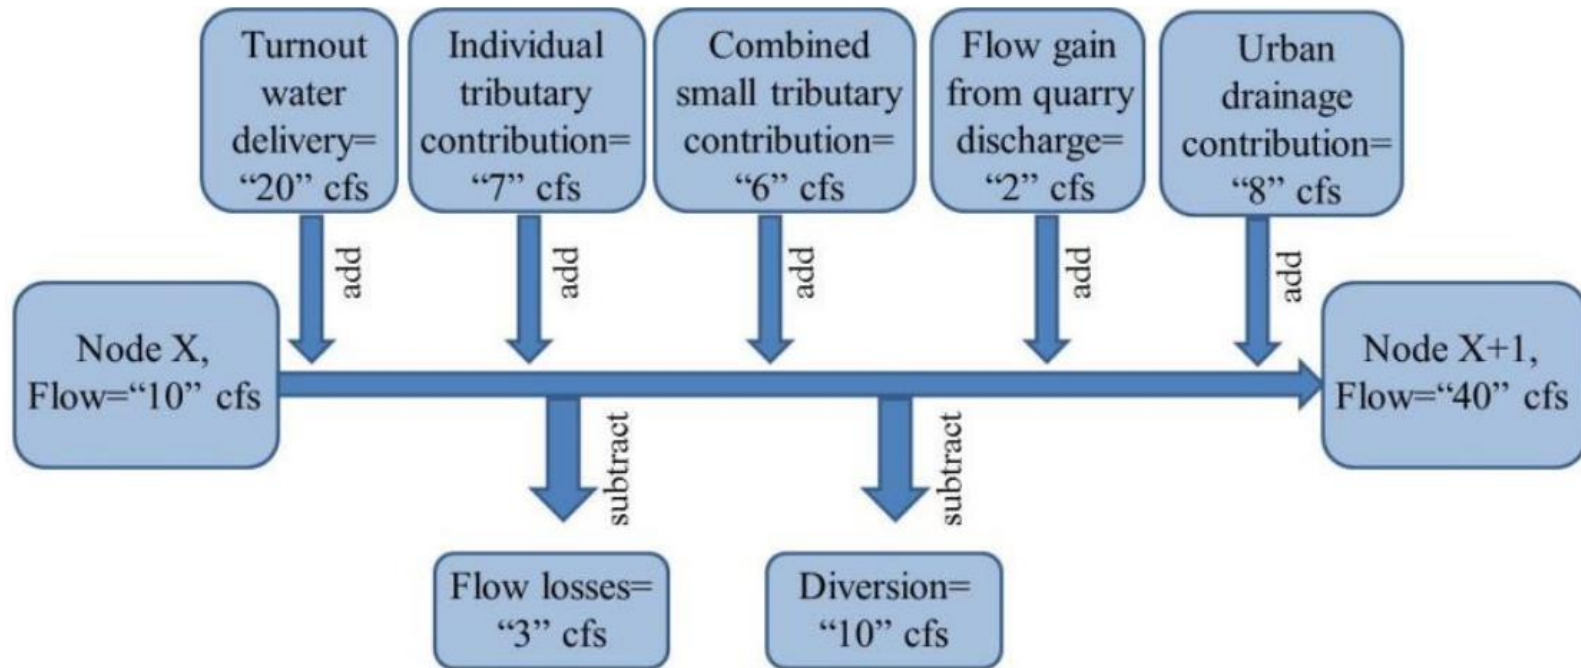 Turnout
water
delivery=
“20” cfs
Individual
tributary
contribution=
“7” cfs
Combined
small tributary
contribution=
“6” cfs
Flow gain
from quarry
discharge=
“2” cfs
Urban
drainage
contribution=
“8” cfs
add
add
add
add
add
Node X,
Flow=“10” cfs
Node X+1,
Flow=“40” cfs
subtract
subtract
Flow losses=
“3” cfs
Diversion=
“10” cfs